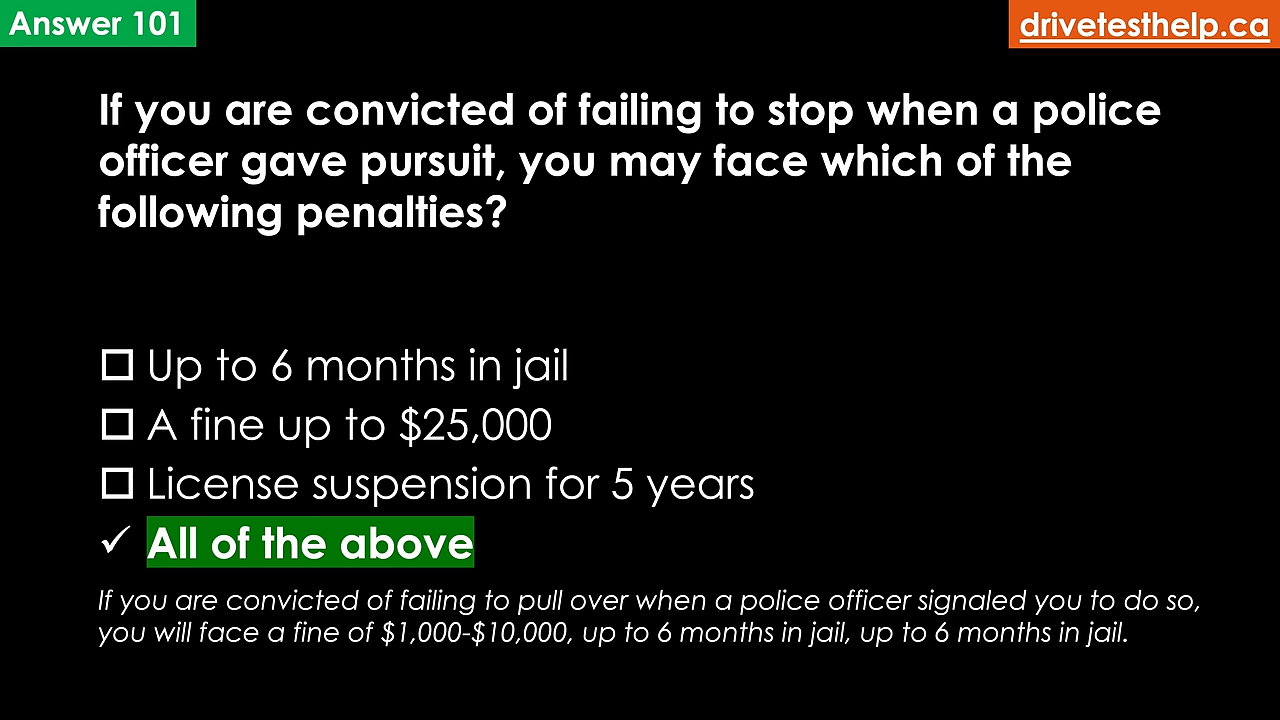 Answer 101
drivetesthelp.ca
If you are convicted of failing to stop when a police
officer gave pursuit, you may face which of the
following penalties?
Up to 6 months in jail
A fine up to $25,000
License suspension for 5 years
✓ All of the above
If you are convicted of failing to pull over when a police officer signaled you to do so,
you will face a fine of $1,000-$10,000, up to 6 months in jail, up to 6 months in jail.